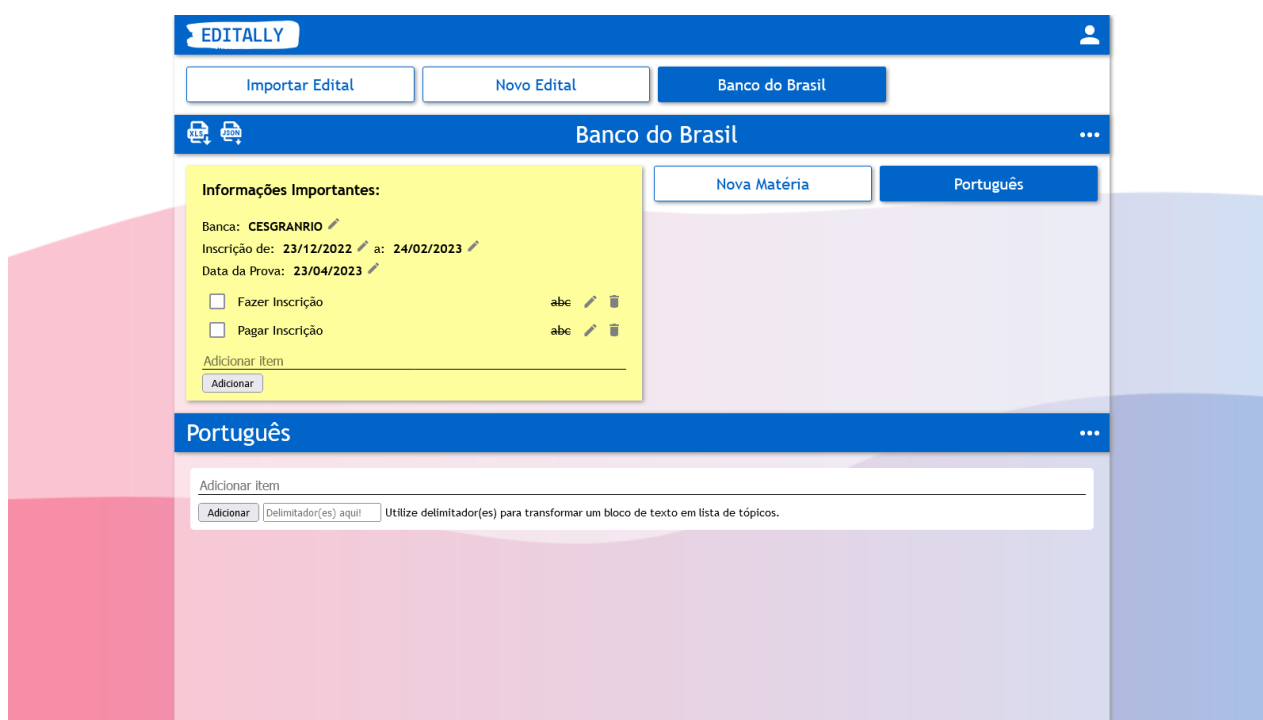 EDITALLY
Importar Edital
Novo Edital
Banco do Brasil
XLS
JSON
Banco do Brasil
Informações Importantes:
Nova Matéria
Português
Banca: CESGRANRIO
Inscrição de: 23/12/2022 a: 24/02/2023
Data da Prova: 23/04/2023
Fazer Inscrição abc
Pagar Inscrição abc
Adicionar item
Adicionar
Português
Adicionar item
Adicionar Delimitador(es) aqui! Utilize delimitador(es) para transformar um bloco de texto em lista de tópicos.